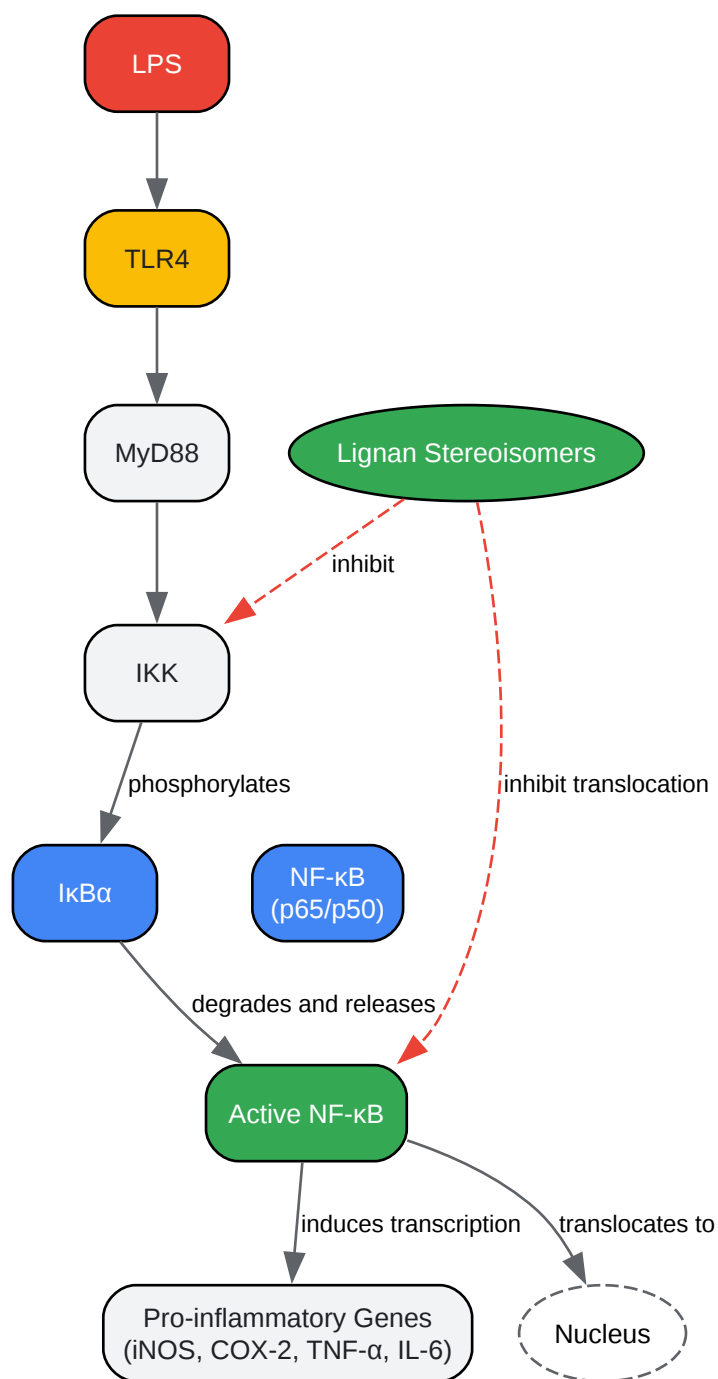 LPS
TLR4
MyD88
Lignan Stereoisomers
inhibit
IKK
phosphorylates
inhibit translocation
IκBα
NF-κB
(p65/p50)
degrades and releases
Active NF-κB
induces transcription
translocates to
Pro-inflammatory Genes
(iNOS, COX-2, TNF-α, IL-6)
Nucleus